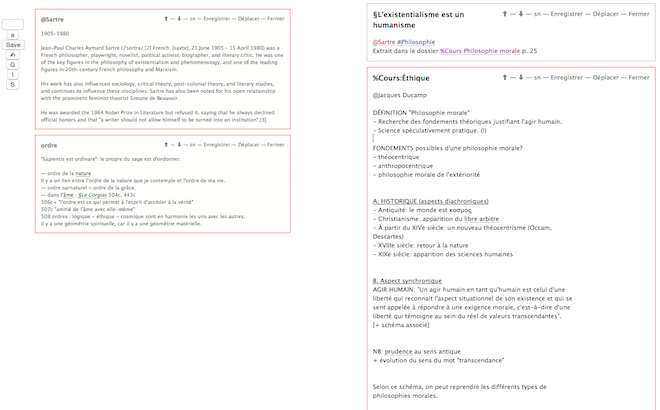 a
Save
G
I
S
@Sartre
↑ — ↓ — sn — Enregistrer — Déplacer — Fermer
1905-1980
Jean-Paul Charles Aymard Sartre (/ˈsɑrtrə/;[2] French: [saʁtʁ]; 21 June 1905 – 15 April 1980) was a
French philosopher, playwright, novelist, political activist, biographer, and literary critic. He was one
of the key figures in the philosophy of existentialism and phenomenology, and one of the leading
figures in 20th-century French philosophy and Marxism.
His work has also influenced sociology, critical theory, post-colonial theory, and literary studies,
and continues to influence these disciplines. Sartre has also been noted for his open relationship
with the prominent feminist theorist Simone de Beauvoir.
He was awarded the 1964 Nobel Prize in Literature but refused it, saying that he always declined
official honors and that "a writer should not allow himself to be turned into an institution".[3]
ordre
↑ — ↓ — sn — Enregistrer — Déplacer — Fermer
"Sapientis est ordinare" : le propre du sage est d'ordonner.
— ordre de la nature
Il y a un lien entre l'ordre de la nature que je contemple et l'ordre de ma vie.
— ordre surnaturel – ordre de la grâce.
— dans l'âme : §Le Gorgias 504c, 443c
506c+ "l'ordre est ce qui permet à l'esprit d'accéder à la vérité"
507c "amitié de l'âme avec elle-même"
508 ordres : logique – éthique – cosmique sont en harmonie les uns avec les autres.
il y a une géométrie spirituelle, car il y a une géométrie matérielle.
§L'existentialisme est un
humanisme
↑ — ↓ — sn — Enregistrer — Déplacer — Fermer
@Sartre #Philosophie
Extrait dans le dossier %Cours:Philosophie morale p. 25
%Cours:Éthique
↑ — ↓ — sn — Enregistrer — Déplacer — Fermer
@Jacques Ducamp
DÉFINITION "Philosophie morale"
– Recherche des fondements théoriques justifiant l'agir humain.
– Science spéculativement pratique. (!)
FONDEMENTS possibles d'une philosophie morale?
– théocentrique
– anthropocentrique
– philosophie morale de l'extériorité
A. HISTORIQUE (aspects diachroniques)
– Antiquité: le monde est κοσμος
– Christianisme: apparition du libre arbitre
– À partir du XIVe siècle: un nouveau théocentrisme (Occam,
Descartes)
– XVIIIe siècle: retour à la nature
– XIXe siècle: apparition des sciences humaines
B. Aspect synchronique
AGIR HUMAIN: "Un agir humain en tant qu'humain est celui d'une
liberté qui reconnait l'aspect situationnel de son existence et qui se
sent appelée à répondre à une exigence morale, c'est-à-dire d'une
liberté qui témoigne au sein du réel de valeurs transcendantes".
[+ schéma associé]
NB: prudence au sens antique
+ évolution du sens du mot "transcendance"
Selon ce schéma, on peut reprendre les différents types de
philosophies morales.